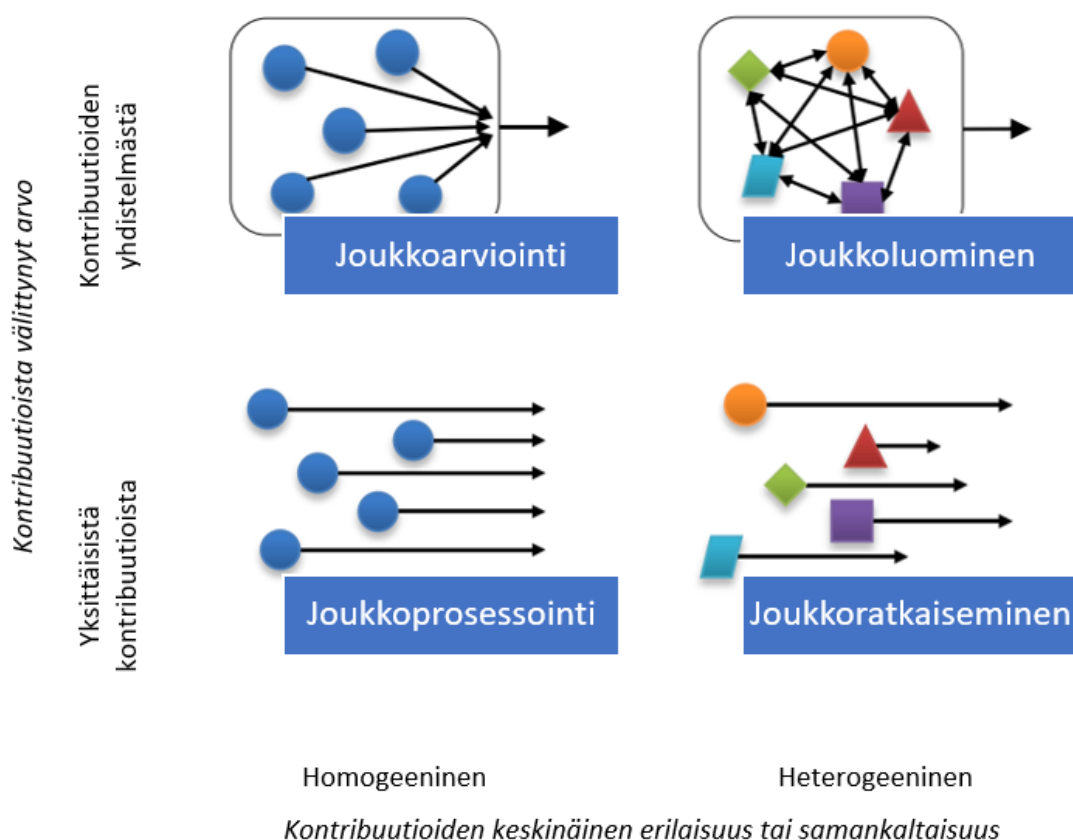 Kontribuutioista välittynyt arvo
Kontribuutioiden
yhdistelmästä
Joukkoarviointi
Joukkoluominen
Yksittäisistä
kontribuutioista
Joukkoprosessointi
Joukkoratkaiseminen
Homogeeninen
Heterogeeninen
Kontribuutioiden keskinäinen erilaisuus tai samankaltaisuus